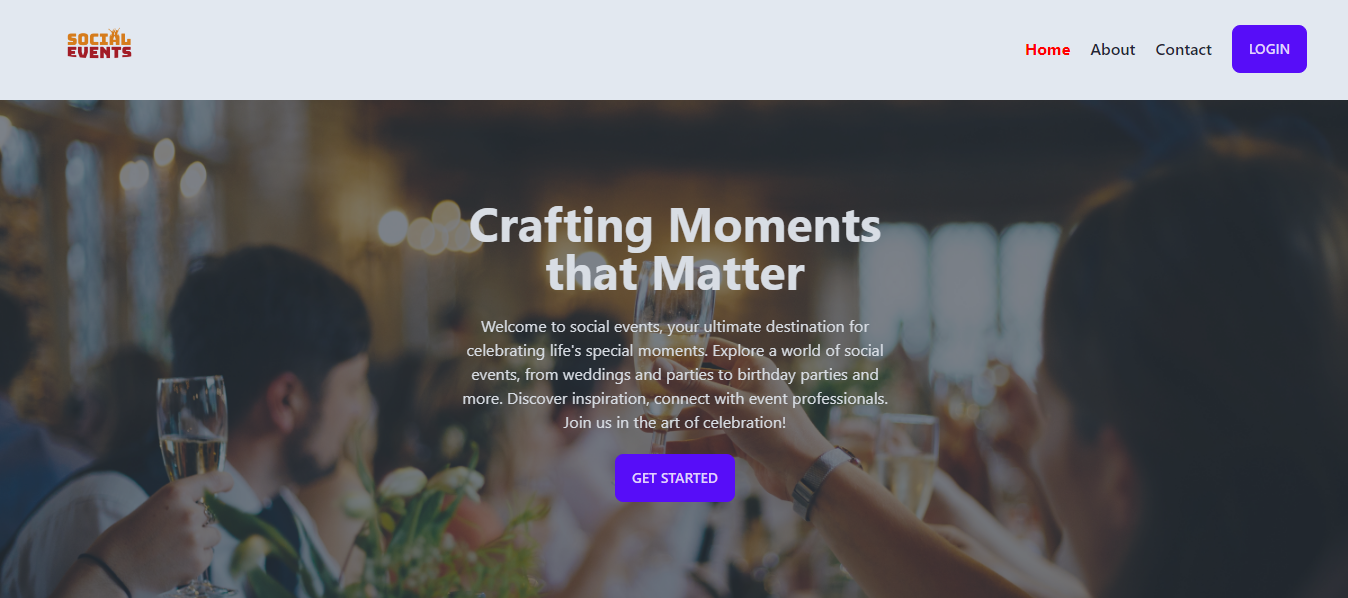 SOCIAL
EVENTS
Home About Contact LOGIN
Crafting Moments
that Matter
Welcome to social events, your ultimate destination for
celebrating life's special moments. Explore a world of social
events, from weddings and parties to birthday parties and
more. Discover inspiration, connect with event professionals.
Join us in the art of celebration!
GET STARTED